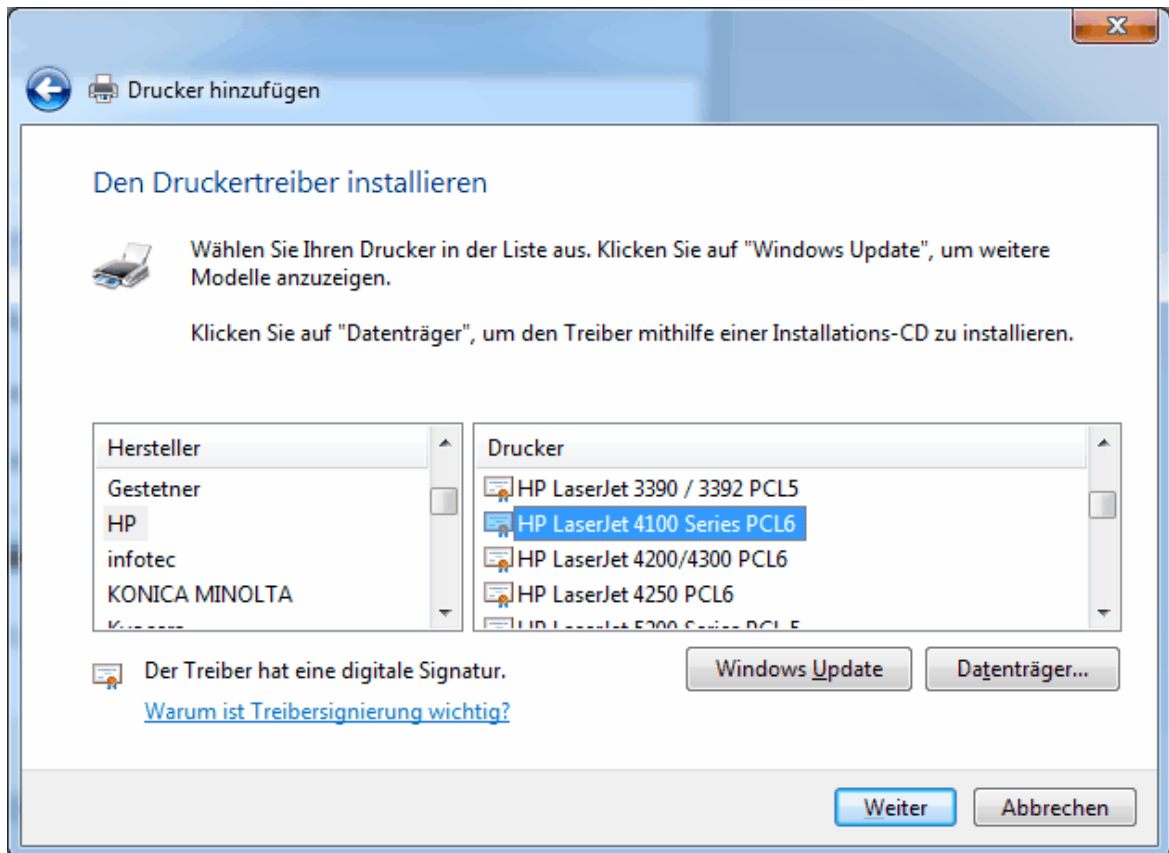 Drucker hinzufügen
Den Druckertreiber installieren
Wählen Sie Ihren Drucker in der Liste aus. Klicken Sie auf "Windows Update", um weitere
Modelle anzuzeigen.
Klicken Sie auf "Datenträger", um den Treiber mithilfe einer Installations-CD zu installieren.
Hersteller
Gestetner
HP
infotec
KONICA MINOLTA
Drucker
HP LaserJet 3390 / 3392 PCL5
HP LaserJet 4100 Series PCL6
HP LaserJet 4200/4300 PCL6
HP LaserJet 4250 PCL6
Der Treiber hat eine digitale Signatur.
Warum ist Treibersignierung wichtig?
Windows Update
Datenträger...
Weiter
Abbrechen